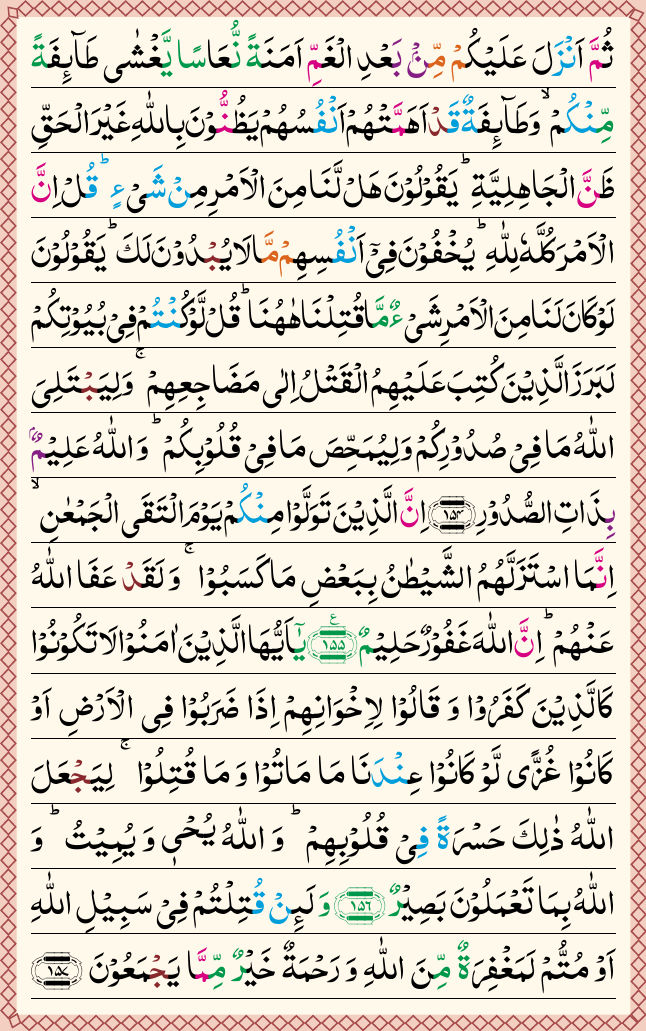 ثُمَّ اَنْزَلَ عَلَيْكُمْ مِّنْۢ بَعْدِ الْغَمِّ اَمَنَةً نُّعَاسًا يَّغْشٰى طَآىِٕفَةً
مِّنْكُمْۙ وَطَآىِٕفَةٌ قَدْ اَهَمَّتْهُمْ اَنْفُسُهُمْ يَظُنُّوْنَ بِاللّٰهِ غَيْرَ الْحَقِّ
ظَنَّ الْجَاهِلِيَّةِؕ يَقُوْلُوْنَ هَلْ لَّنَا مِنَ الْاَمْرِ مِنْ شَىْءٍؕ قُلْ اِنَّ
الْاَمْرَ كُلَّهٗ لِلّٰهِؕ يُخْفُوْنَ فِىْۤ اَنْفُسِهِمْ مَّا لَا يُبْدُوْنَ لَكَؕ يَقُوْلُوْنَ
لَوْ كَانَ لَنَا مِنَ الْاَمْرِ شَىْءٌ مَّا قُتِلْنَا هٰهُنَاؕ قُلْ لَّوْ كُنْتُمْ فِىْ بُيُوْتِكُمْ
لَبَرَزَ الَّذِيْنَ كُتِبَ عَلَيْهِمُ الْقَتْلُ اِلٰى مَضَاجِعِهِمْۚ وَلِيَبْتَلِىَ
اللّٰهُ مَا فِىْ صُدُوْرِكُمْ وَلِيُمَحِّصَ مَا فِىْ قُلُوْبِكُمْؕ وَاللّٰهُ عَلِيْمٌۢ
بِذَاتِ الصُّدُوْرِ ﴿۱۵۴﴾ اِنَّ الَّذِيْنَ تَوَلَّوْا مِنْكُمْ يَوْمَ الْتَقَى الْجَمْعٰنِۙ
اِنَّمَا اسْتَزَلَّهُمُ الشَّيْطٰنُ بِبَعْضِ مَا كَسَبُوْاۚ وَلَقَدْ عَفَا اللّٰهُ
عَنْهُمْؕ اِنَّ اللّٰهَ غَفُوْرٌ حَلِيْمٌ ﴿۱۵۵﴾ ع يٰۤاَيُّهَا الَّذِيْنَ اٰمَنُوْا لَا تَكُوْنُوْا
كَالَّذِيْنَ كَفَرُوْا وَ قَالُوْا لِاِخْوَانِهِمْ اِذَا ضَرَبُوْا فِى الْاَرْضِ اَوْ
كَانُوْا غُزًّى لَّوْ كَانُوْا عِنْدَنَا مَا مَاتُوْا وَ مَا قُتِلُوْاۚ لِيَجْعَلَ
اللّٰهُ ذٰلِكَ حَسْرَةً فِىْ قُلُوْبِهِمْؕ وَ اللّٰهُ يُحْىٖ وَ يُمِيْتُؕ وَ
اللّٰهُ بِمَا تَعْمَلُوْنَ بَصِيْرٌ ﴿۱۵۶﴾ وَ لَىِٕنْ قُتِلْتُمْ فِىْ سَبِيْلِ اللّٰهِ
اَوْ مُتُّمْ لَمَغْفِرَةٌ مِّنَ اللّٰهِ وَ رَحْمَةٌ خَيْرٌ مِّمَّا يَجْمَعُوْنَ ﴿۱۵۷﴾